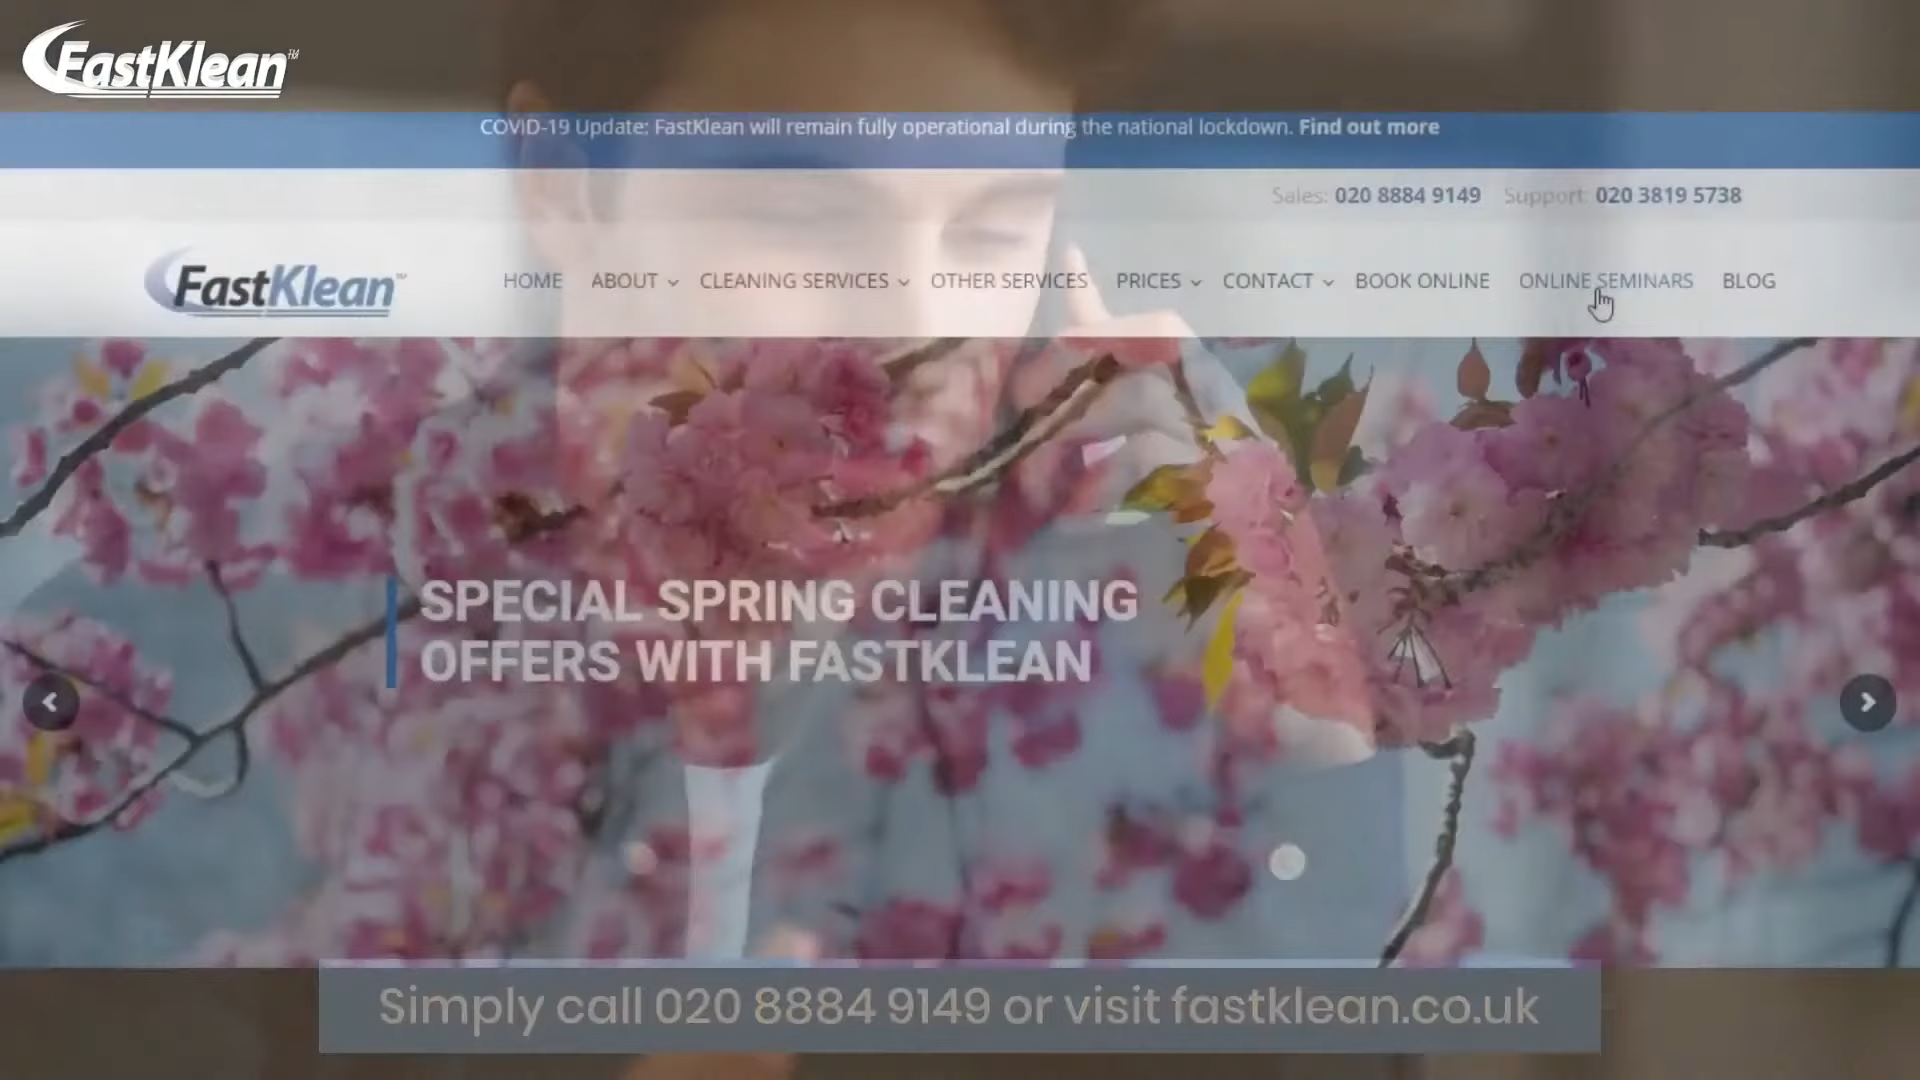 FastKlean™
COVID-19 Update: FastKlean will remain fully operational during the national lockdown. Find out more
Sales: 020 8884 9149 Support: 020 3819 5738
FastKlean™
HOME ABOUT CLEANING SERVICES OTHER SERVICES PRICES CONTACT BOOK ONLINE ONLINE SEMINARS BLOG
SPECIAL SPRING CLEANING
OFFERS WITH FASTKLEAN
Simply call 020 8884 9149 or visit fastklean.co.uk